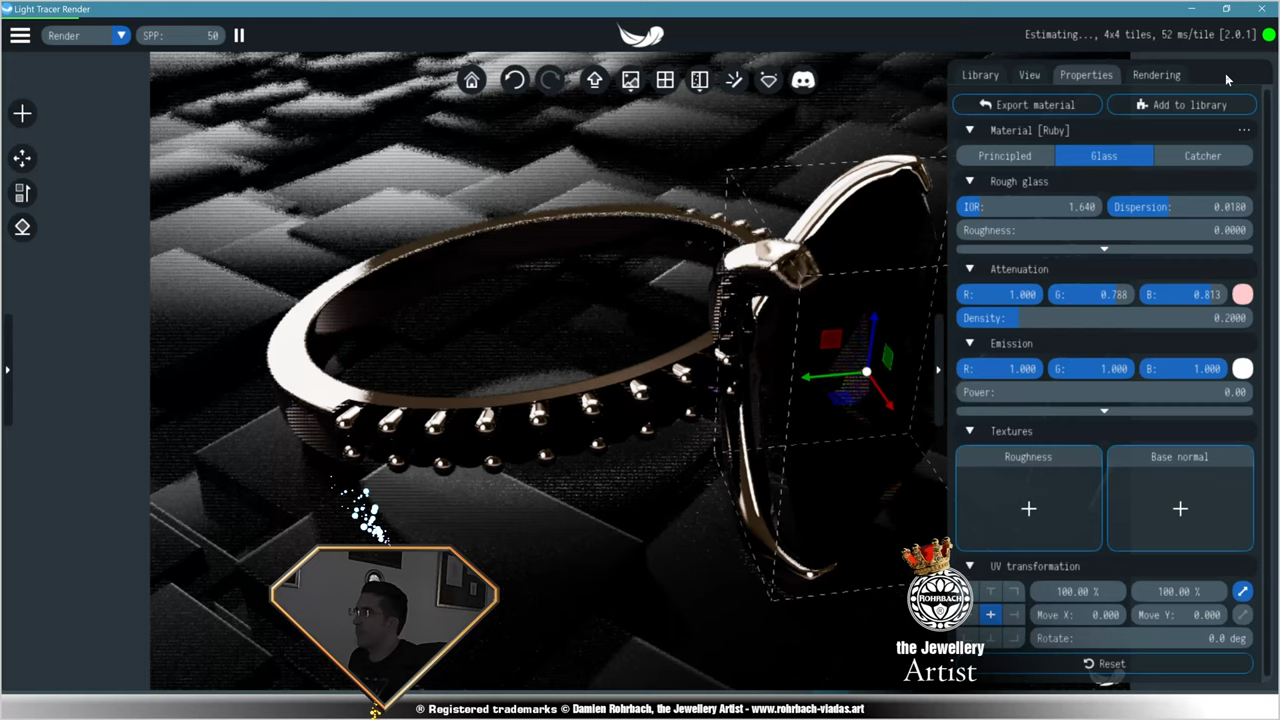 Light Tracer Render
Render SPP: 50 Estimating..., 4x4 tiles, 52 ms/tile [2.0.1]
Library View Properties Rendering
Export material Add to library
Material [Ruby] ...
Principled Glass Catcher
Rough glass
IOR: 1.640 Dispersion: 0.0180
Roughness: 0.0000
Attenuation
R: 1.000 G: 0.788 B: 0.813
Density: 0.2000
Emission
R: 1.000 G: 1.000 B: 1.000
Power: 0.00
Textures
Roughness Base normal
UV transformation
100.00 % 100.00 %
Move X: 0.000 Move Y: 0.000
Rotate: 0.0 deg
Reset
ROHRBACH
the Jewellery
Artist
® Registered trademarks © Damien Rohrbach, the Jewellery Artist - www.rohrbach-vladas.art